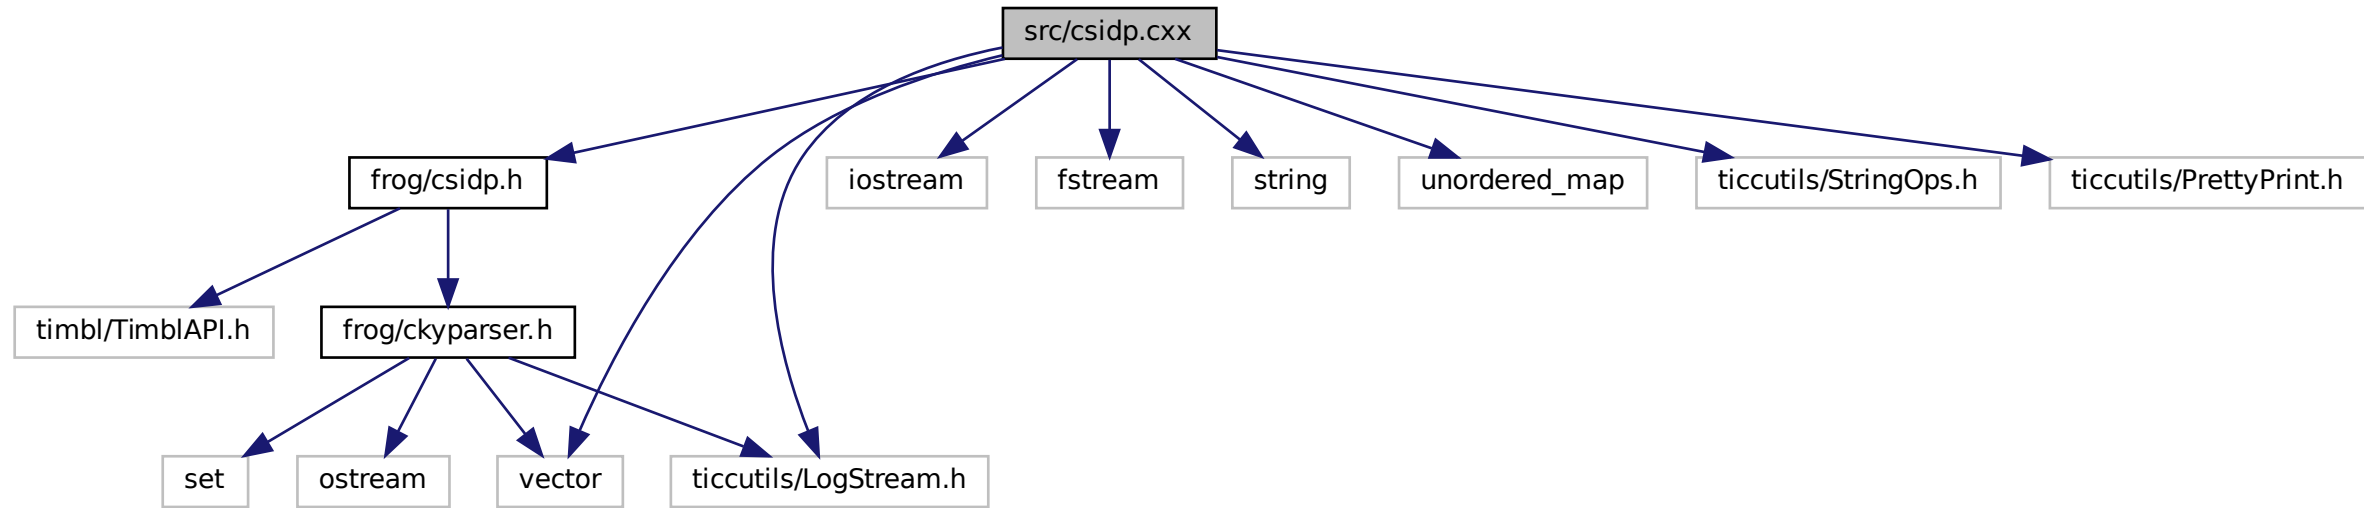 src/csidp.cxx
frog/csidp.h
iostream
fstream
string
unordered_map
ticcutils/StringOps.h
ticcutils/PrettyPrint.h
timbl/TimblAPI.h
frog/ckyparser.h
set
ostream
vector
ticcutils/LogStream.h